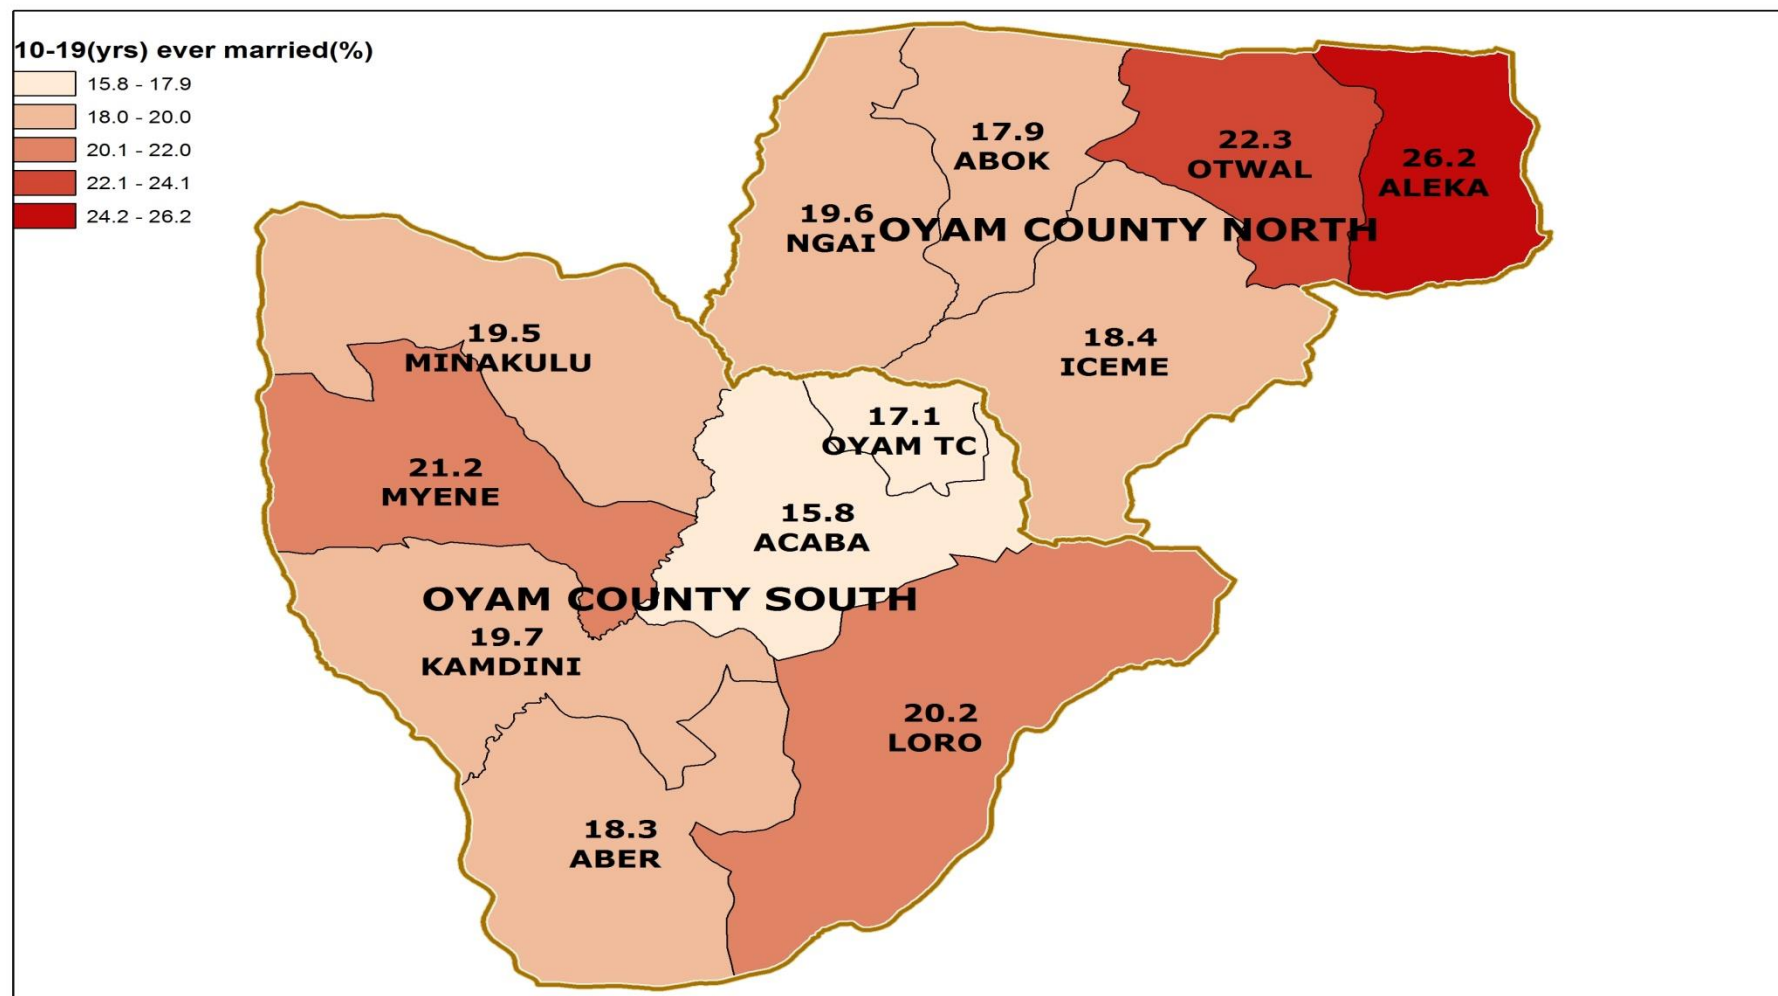 10-19(yrs) ever married(%)
15.8 - 17.9
18.0 - 20.0
20.1 - 22.0
22.1 - 24.1
24.2 - 26.2
17.9
ABOK
22.3
OTWAL
26.2
ALEKA
19.6
NGAI
OYAM COUNTY NORTH
19.5
MINAKULU
18.4
ICEME
17.1
OYAM TC
21.2
MYENE
15.8
ACABA
OYAM COUNTY SOUTH
19.7
KAMDINI
20.2
LORO
18.3
ABER